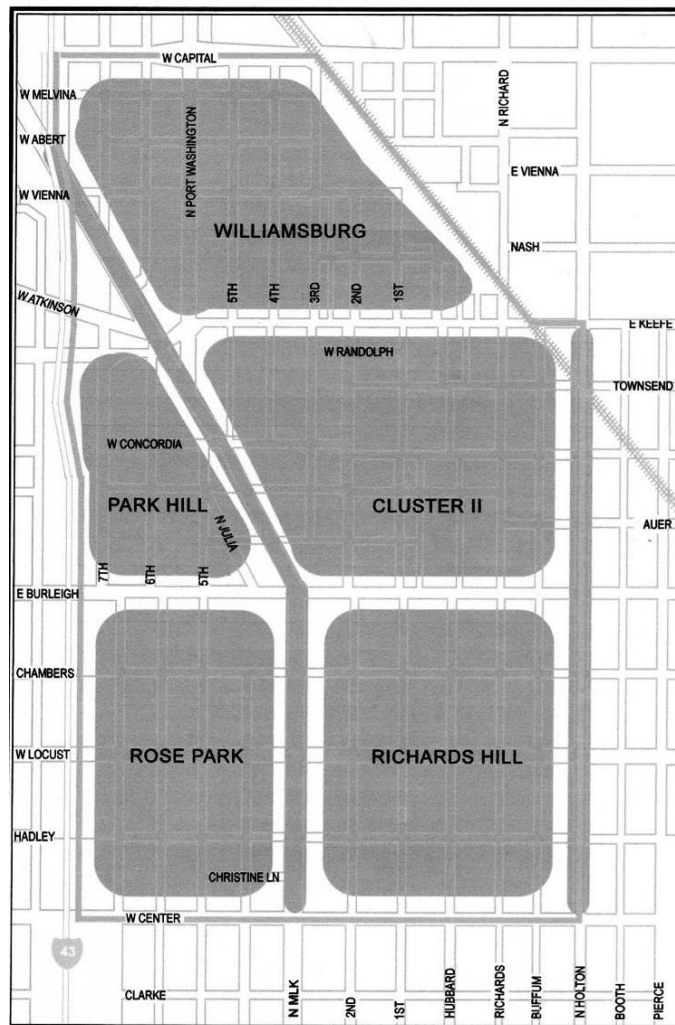 W CAPITAL
W MELVINA
N PORT WASHINGTON
N RICHARD
W ABERT
E VIENNA
W VIENNA
WILLIAMSBURG
NASH
5TH
4TH
3RD
2ND
1ST
W ATKINSON
E KEEFE
W RANDOLPH
TOWNSEND
W CONCORDIA
PARK HILL
CLUSTER II
N JULIA
AUER
7TH
6TH
5TH
E BURLEIGH
CHAMBERS
W LOCUST
ROSE PARK
RICHARDS HILL
HADLEY
CHRISTINE LN
W CENTER
43
CLARKE
N MLK
2ND
1ST
HUBBARD
RICHARDS
BUFFUM
N HOLTON
BOOTH
PIERCE